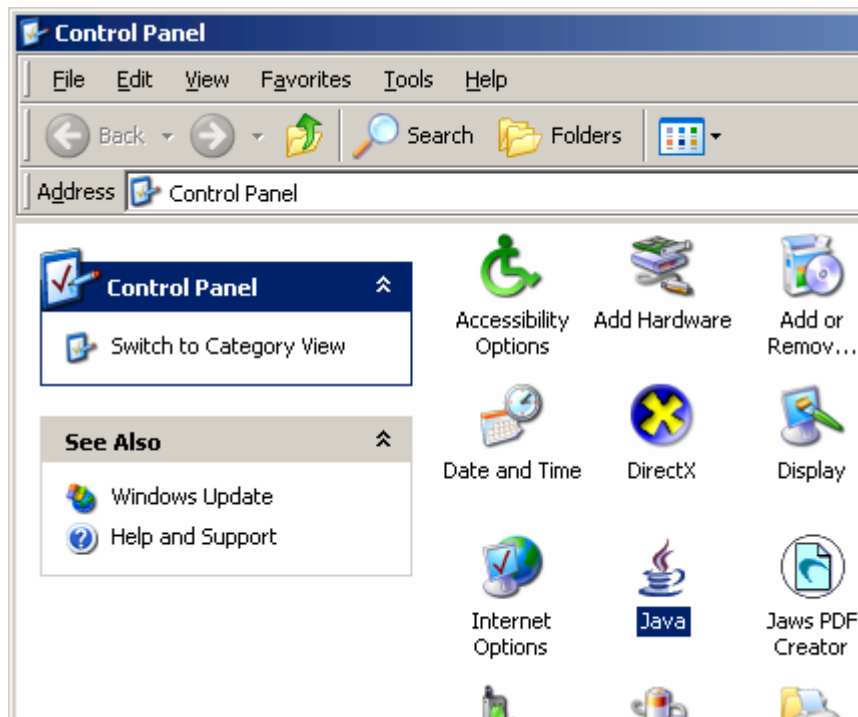 Control Panel
File Edit View Favorites Tools Help
Back Search Folders
Address Control Panel
Control Panel
Switch to Category View
See Also
Windows Update
Help and Support
Accessibility Options
Add Hardware
Add or Remov...
Date and Time
DirectX
Display
Internet Options
Java
Jaws PDF Creator